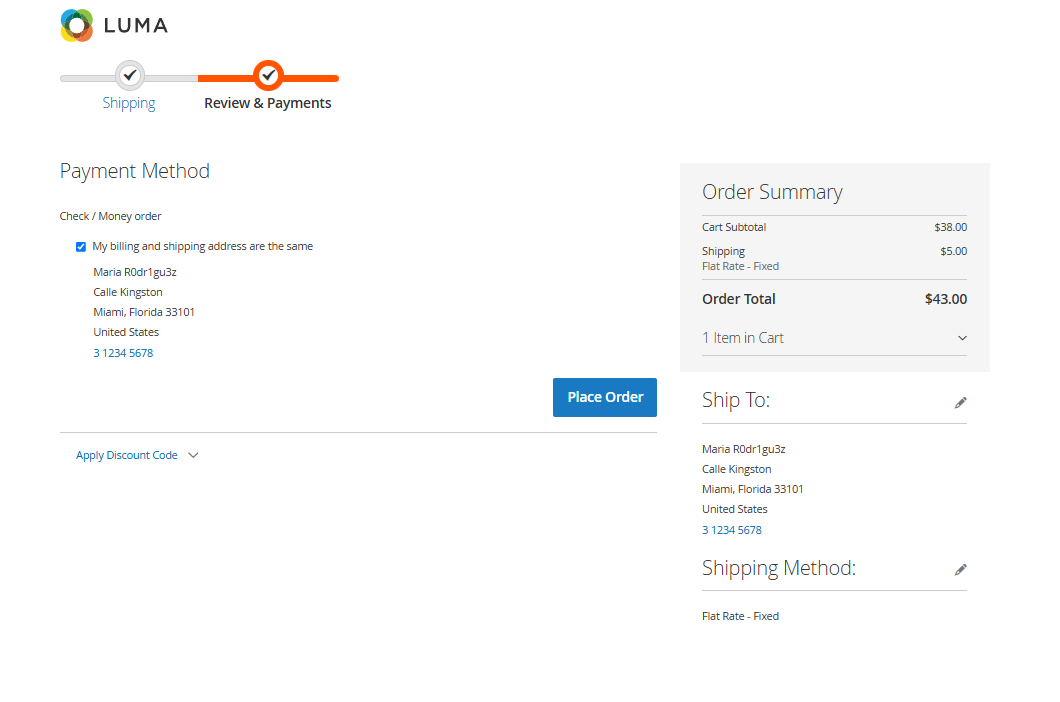 LUMA
Shipping
Review & Payments
Payment Method
Check / Money order
My billing and shipping address are the same
Maria R0dr1gu3z
Calle Kingston
Miami, Florida 33101
United States
3 1234 5678
Place Order
Apply Discount Code
Order Summary
Cart Subtotal $38.00
Shipping $5.00
Flat Rate - Fixed
Order Total $43.00
1 Item in Cart
Ship To:
Maria R0dr1gu3z
Calle Kingston
Miami, Florida 33101
United States
3 1234 5678
Shipping Method:
Flat Rate - Fixed